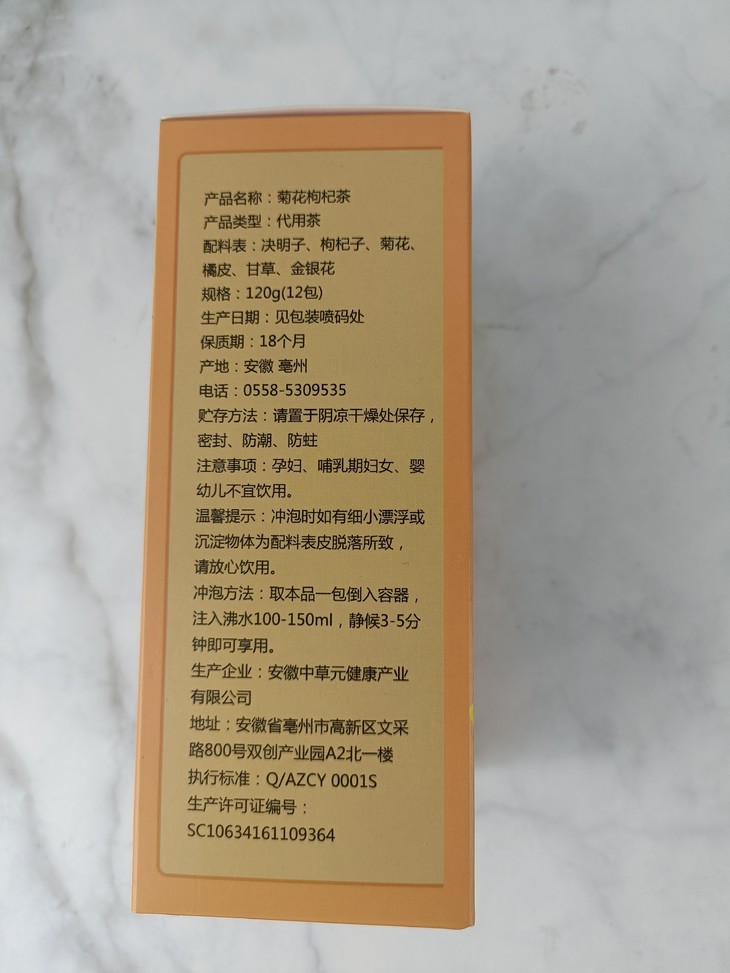 产品名称：菊花枸杞茶
产品类型：代用茶
配料表：决明子、枸杞子、菊花、
橘皮、甘草、金银花
规格：120g(12包)
生产日期：见包装喷码处
保质期：18个月
产地：安徽 亳州
电话：0558-5309535
贮存方法：请置于阴凉干燥处保存，
密封、防潮、防蛀
注意事项：孕妇、哺乳期妇女、婴
幼儿不宜饮用。
温馨提示：冲泡时如有细小漂浮或
沉淀物体为配料表皮脱落所致，
请放心饮用。
冲泡方法：取本品一包倒入容器，
注入沸水100-150ml，静候3-5分
钟即可享用。
生产企业：安徽中草元健康产业
有限公司
地址：安徽省亳州市高新区文采
路800号双创产业园A2北一楼
执行标准：Q/AZCY 0001S
生产许可证编号：
SC10634161109364